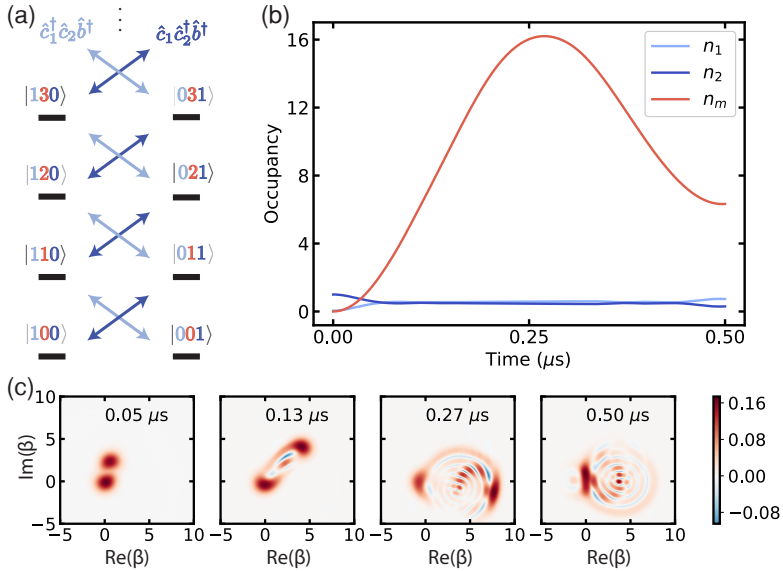 (a)
ĉ₁†ĉ₂b̂† ⋮ ĉ₁ĉ₂†b̂†
|130⟩ |031⟩
|120⟩ |021⟩
|110⟩ |011⟩
|100⟩ |001⟩
(b)
Occupancy
16
12
8
4
0
n₁
n₂
nₘ
0.00 0.25 0.50
Time (μs)
(c)
Im(β)
10
5
0
−5
0.05 μs 0.13 μs 0.27 μs 0.50 μs
−5 0 5 10 −5 0 5 10 −5 0 5 10 −5 0 5 10
Re(β) Re(β) Re(β) Re(β)
0.16
0.08
0.00
−0.08